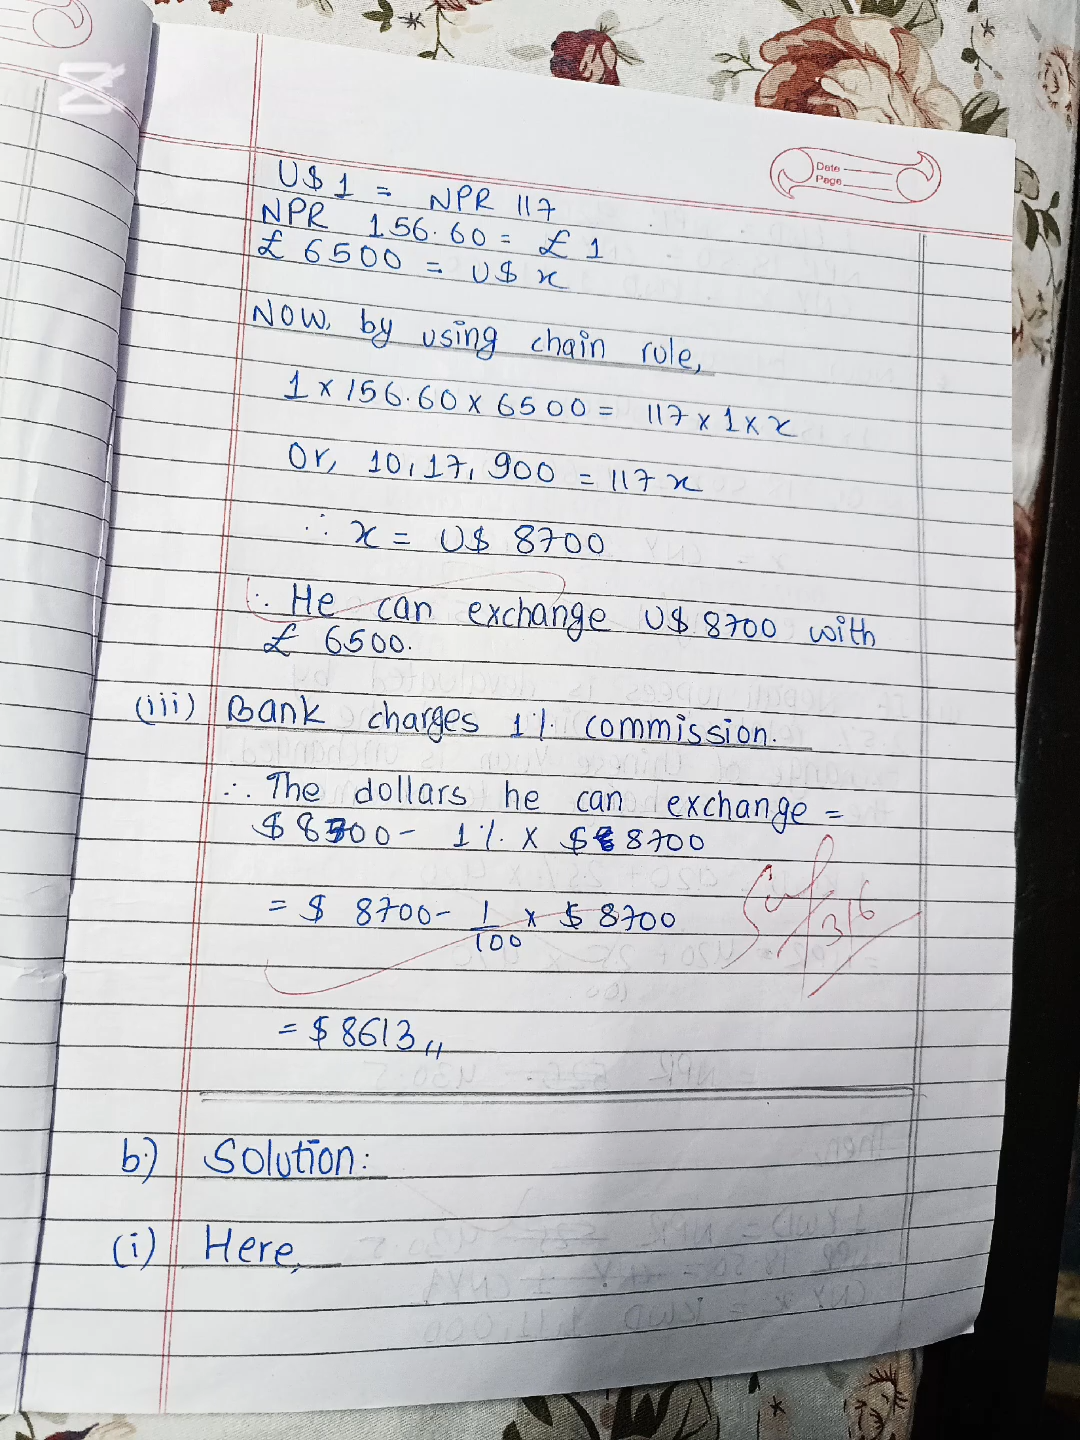 Date
Page
U$ 1 = NPR 117
NPR 156.60 = £ 1
£ 6500 = U$ x
Now, by using chain rule,
1 x 156.60 x 6500 = 117 x 1 x x
Or, 10,17,900 = 117 x
∴ x = U$ 8700
∴ He can exchange U$ 8700 with
£ 6500.
(iii) Bank charges 1% commission.
∴ The dollars he can exchange =
$ 8700 - 1% x $ 8700
= $ 8700 - 1/100 x $ 8700
= $ 8613,,
b) Solution:
(i) Here,